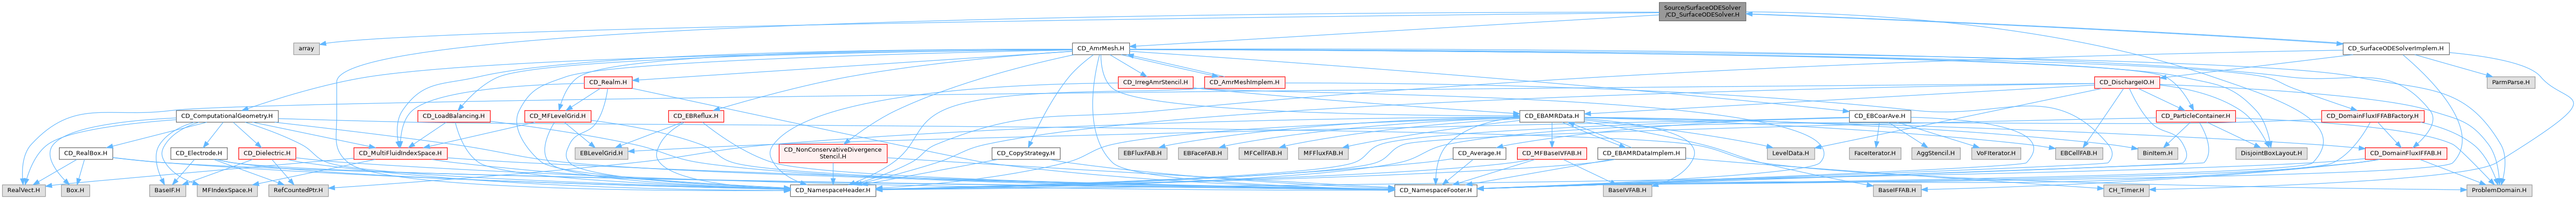 Source/SurfaceODESolver
/CD_SurfaceODESolver.H
array
CD_AmrMesh.H
CD_SurfaceODESolverImplem.H
CD_Realm.H
CD_IrregAmrStencil.H
CD_AmrMeshImplem.H
CD_DischargeIO.H
ParmParse.H
CD_ComputationalGeometry.H
CD_LoadBalancing.H
CD_MFLevelGrid.H
CD_EBReflux.H
CD_EBAMRData.H
CD_EBCoarAve.H
CD_ParticleContainer.H
CD_DomainFluxIFFABFactory.H
CD_RealBox.H
CD_Electrode.H
CD_Dielectric.H
CD_MultiFluidIndexSpace.H
EBLevelGrid.H
CD_NonConservativeDivergence
Stencil.H
CD_CopyStrategy.H
EBFluxFAB.H
EBFaceFAB.H
MFCellFAB.H
MFFluxFAB.H
CD_Average.H
CD_MFBaseIVFAB.H
CD_EBAMRDataImplem.H
LevelData.H
FaceIterator.H
AggStencil.H
VoFIterator.H
EBCellFAB.H
BinItem.H
DisjointBoxLayout.H
CD_DomainFluxIFFAB.H
RealVect.H
Box.H
BaseIF.H
MFIndexSpace.H
RefCountedPtr.H
CD_NamespaceHeader.H
CD_NamespaceFooter.H
BaseIVFAB.H
BaseIFFAB.H
CH_Timer.H
ProblemDomain.H